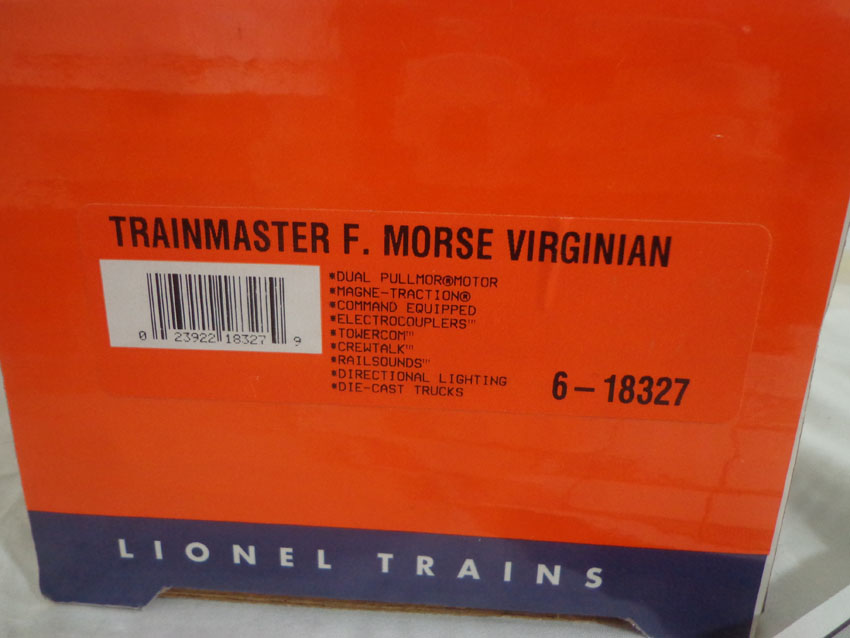 TRAINMASTER F. MORSE VIRGINIAN
*DUAL PULLMOR®MOTOR
*MAGNE-TRACTION®
*COMMAND EQUIPPED
*ELECTROCOUPLERS™
*TOWERCOM™
*CREWTALK™
*RAILSOUNDS™
*DIRECTIONAL LIGHTING
*DIE-CAST TRUCKS
0 23922 18327 9
6-18327
LIONEL TRAINS